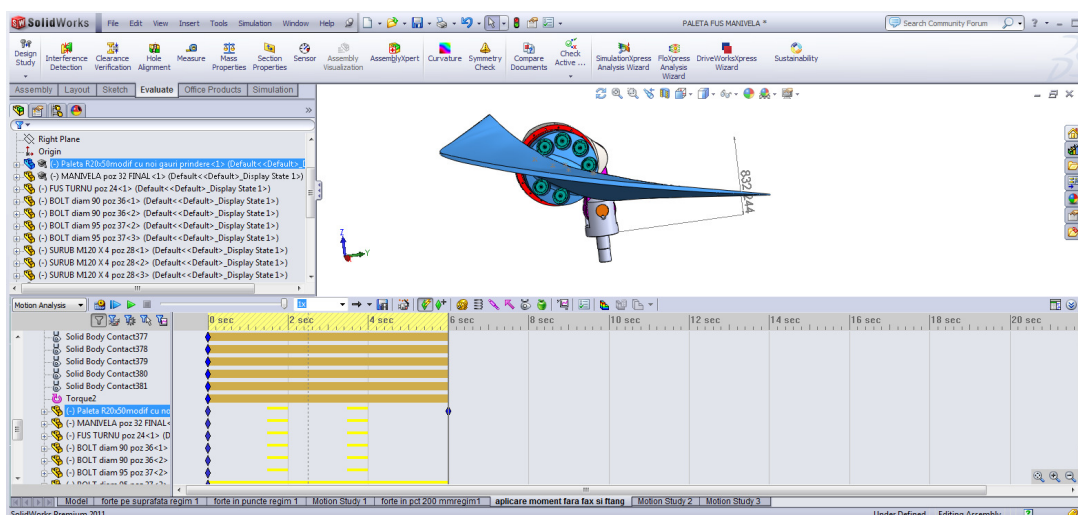 SolidWorks File Edit View Insert Tools Simulation Window Help PALETA FUS MANIVELA * Search Community Forum
Design Study
Interference Detection
Clearance Verification
Hole Alignment
Measure
Mass Properties
Section Properties
Sensor
Assembly Visualization
AssemblyXpert
Curvature
Symmetry Check
Compare Documents
Check Active ...
SimulationXpress Analysis Wizard
FloXpress Analysis Wizard
DriveWorksXpress Wizard
Sustainability
Assembly Layout Sketch Evaluate Office Products Simulation
Right Plane
Origin
(-) Paleta R20x50modif cu noi gauri prindere<1> (Default<<Default>_D
(-) MANIVELA poz 32 FINAL<1> (Default<<Default>_Display State 1>)
(-) FUS TURNU poz 24<1> (Default<<Default>_Display State 1>)
(-) BOLT diam 90 poz 36<1> (Default<<Default>_Display State 1>)
(-) BOLT diam 90 poz 36<2> (Default<<Default>_Display State 1>)
(-) BOLT diam 95 poz 37<2> (Default<<Default>_Display State 1>)
(-) BOLT diam 95 poz 37<3> (Default<<Default>_Display State 1>)
(-) SURUB M120 X 4 poz 28<1> (Default<<Default>_Display State 1>)
(-) SURUB M120 X 4 poz 28<2> (Default<<Default>_Display State 1>)
(-) SURUB M120 X 4 poz 28<3> (Default<<Default>_Display State 1>)
Z
Y
Motion Analysis 1x
0 sec 2 sec 4 sec 6 sec 8 sec 10 sec 12 sec 14 sec 16 sec 18 sec 20 sec
Solid Body Contact377
Solid Body Contact378
Solid Body Contact379
Solid Body Contact380
Solid Body Contact381
Torque2
(-) Paleta R20x50modif cu no
(-) MANIVELA poz 32 FINAL<
(-) FUS TURNU poz 24<1> (D
(-) BOLT diam 90 poz 36<1>
(-) BOLT diam 90 poz 36<2>
(-) BOLT diam 95 poz 37<2>
Model forte pe suprafata regim 1 forte in puncte regim 1 Motion Study 1 forte in pct 200 mmregim1 aplicare moment fara fax si ftang Motion Study 2 Motion Study 3
SolidWorks Premium 2011 Under Defined Editing Assembly